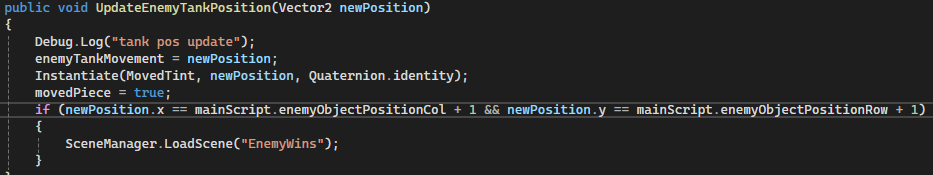 public void UpdateEnemyTankPosition(Vector2 newPosition)
{
Debug.Log("tank pos update");
enemyTankMovement = newPosition;
Instantiate(MovedTint, newPosition, Quaternion.identity);
movedPiece = true;
if (newPosition.x == mainScript.enemyObjectPositionCol + 1 && newPosition.y == mainScript.enemyObjectPositionRow + 1)
{
SceneManager.LoadScene("EnemyWins");
}